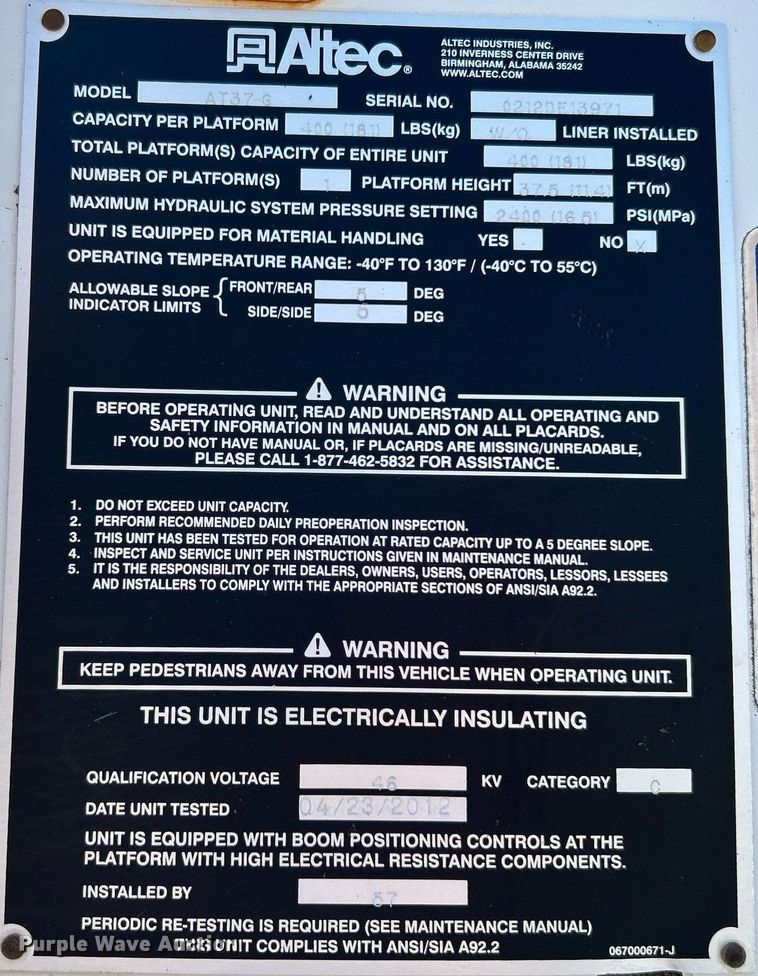 Altec®
ALTEC INDUSTRIES, INC.
210 INVERNESS CENTER DRIVE
BIRMINGHAM, ALABAMA 35242
WWW.ALTEC.COM
MODEL AT37-G SERIAL NO. 0212DE13971
CAPACITY PER PLATFORM 400 (181) LBS(kg) W/O. LINER INSTALLED
TOTAL PLATFORM(S) CAPACITY OF ENTIRE UNIT 400 (181) LBS(kg)
NUMBER OF PLATFORM(S) 1 PLATFORM HEIGHT 37.5 (11.4) FT(m)
MAXIMUM HYDRAULIC SYSTEM PRESSURE SETTING 2400 (16.5) PSI(MPa)
UNIT IS EQUIPPED FOR MATERIAL HANDLING YES NO X
OPERATING TEMPERATURE RANGE: -40°F TO 130°F / (-40°C TO 55°C)
ALLOWABLE SLOPE { FRONT/REAR 5 DEG
INDICATOR LIMITS SIDE/SIDE 5 DEG
⚠ WARNING
BEFORE OPERATING UNIT, READ AND UNDERSTAND ALL OPERATING AND
SAFETY INFORMATION IN MANUAL AND ON ALL PLACARDS.
IF YOU DO NOT HAVE MANUAL OR, IF PLACARDS ARE MISSING/UNREADABLE,
PLEASE CALL 1-877-462-5832 FOR ASSISTANCE.
1. DO NOT EXCEED UNIT CAPACITY.
2. PERFORM RECOMMENDED DAILY PREOPERATION INSPECTION.
3. THIS UNIT HAS BEEN TESTED FOR OPERATION AT RATED CAPACITY UP TO A 5 DEGREE SLOPE.
4. INSPECT AND SERVICE UNIT PER INSTRUCTIONS GIVEN IN MAINTENANCE MANUAL.
5. IT IS THE RESPONSIBILITY OF THE DEALERS, OWNERS, USERS, OPERATORS, LESSORS, LESSEES
AND INSTALLERS TO COMPLY WITH THE APPROPRIATE SECTIONS OF ANSI/SIA A92.2.
⚠ WARNING
KEEP PEDESTRIANS AWAY FROM THIS VEHICLE WHEN OPERATING UNIT.
THIS UNIT IS ELECTRICALLY INSULATING
QUALIFICATION VOLTAGE 46 KV CATEGORY C
DATE UNIT TESTED 04/23/2012
UNIT IS EQUIPPED WITH BOOM POSITIONING CONTROLS AT THE
PLATFORM WITH HIGH ELECTRICAL RESISTANCE COMPONENTS.
INSTALLED BY 57
PERIODIC RE-TESTING IS REQUIRED (SEE MAINTENANCE MANUAL)
THIS UNIT COMPLIES WITH ANSI/SIA A92.2
067000671-J
Purple Wave Auction